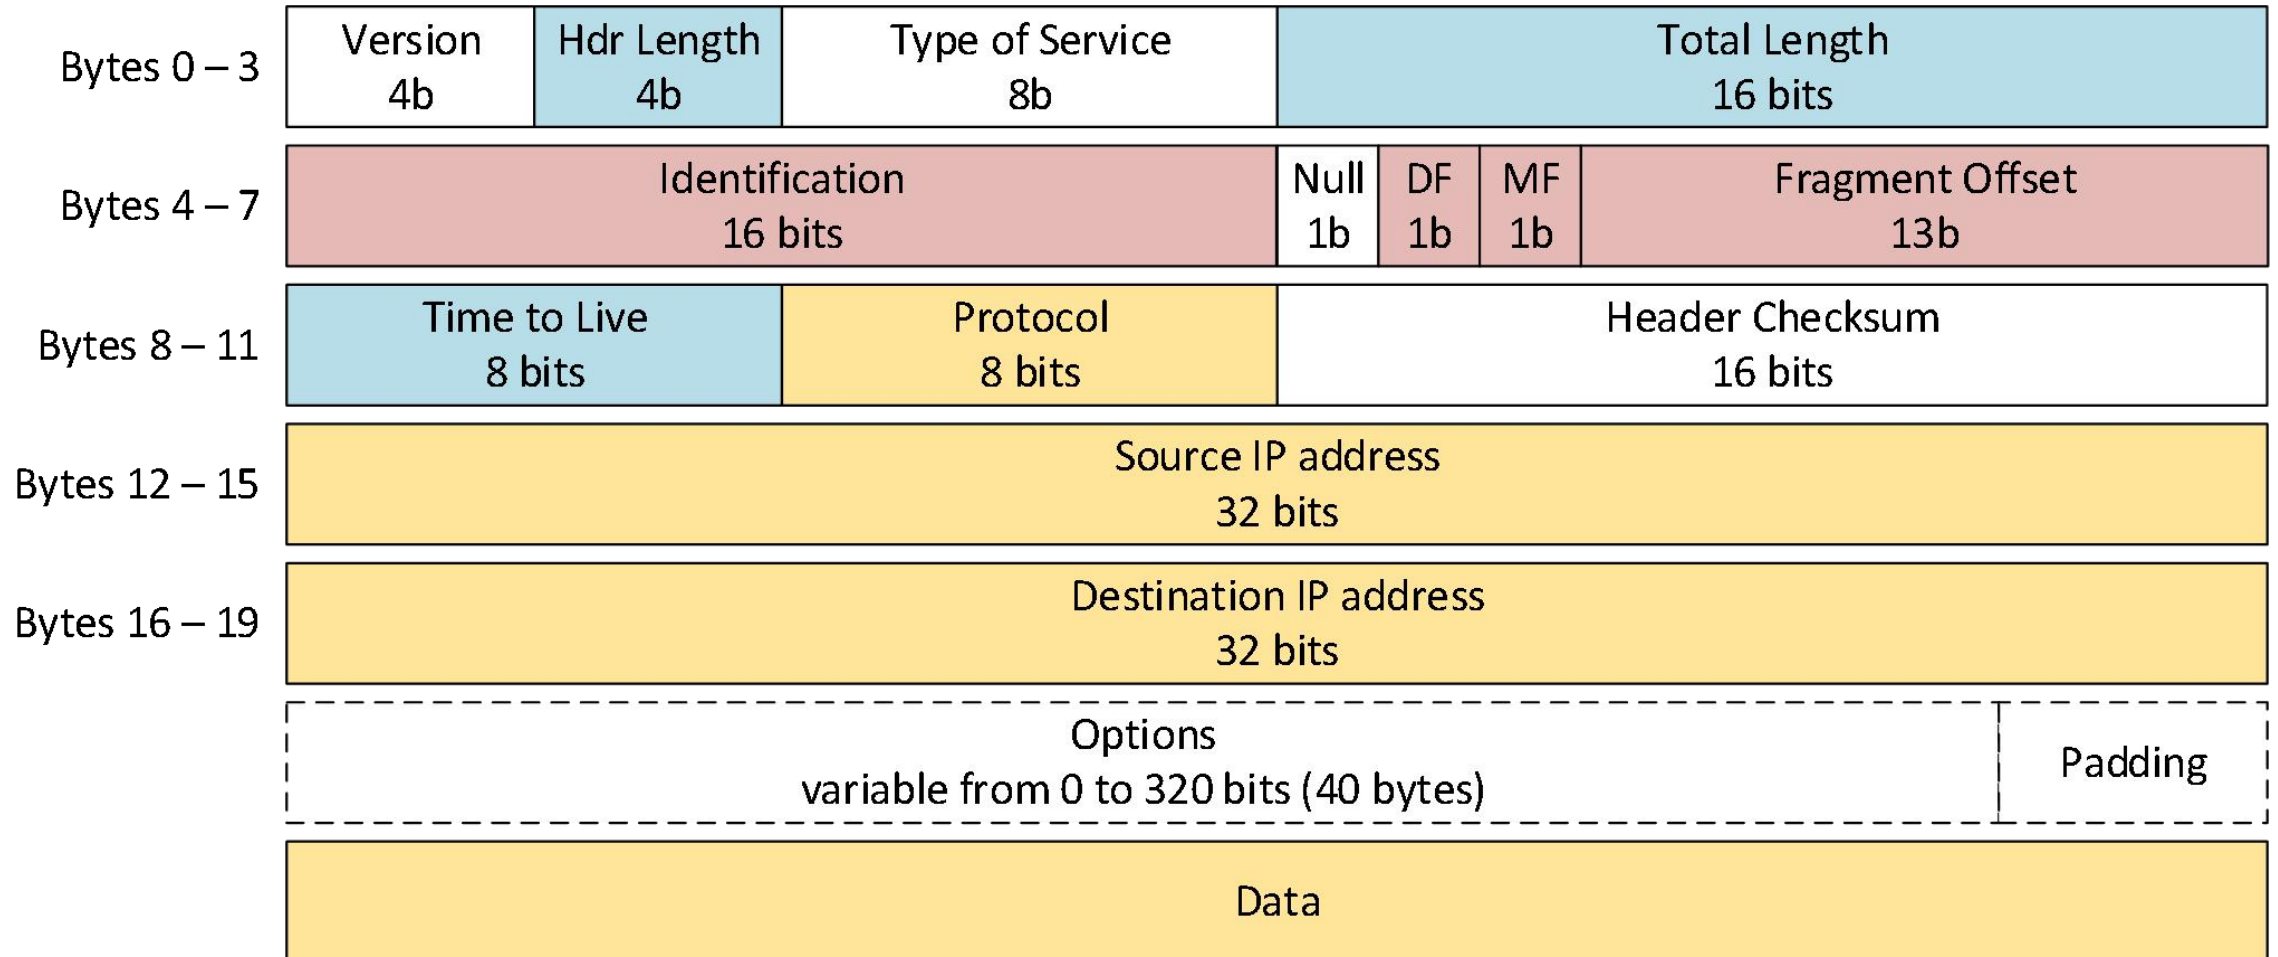 Bytes 0 – 3
Version
4b
Hdr Length
4b
Type of Service
8b
Total Length
16 bits
Bytes 4 – 7
Identification
16 bits
Null
1b
DF
1b
MF
1b
Fragment Offset
13b
Bytes 8 – 11
Time to Live
8 bits
Protocol
8 bits
Header Checksum
16 bits
Bytes 12 – 15
Source IP address
32 bits
Bytes 16 – 19
Destination IP address
32 bits
Options
variable from 0 to 320 bits (40 bytes)
Padding
Data